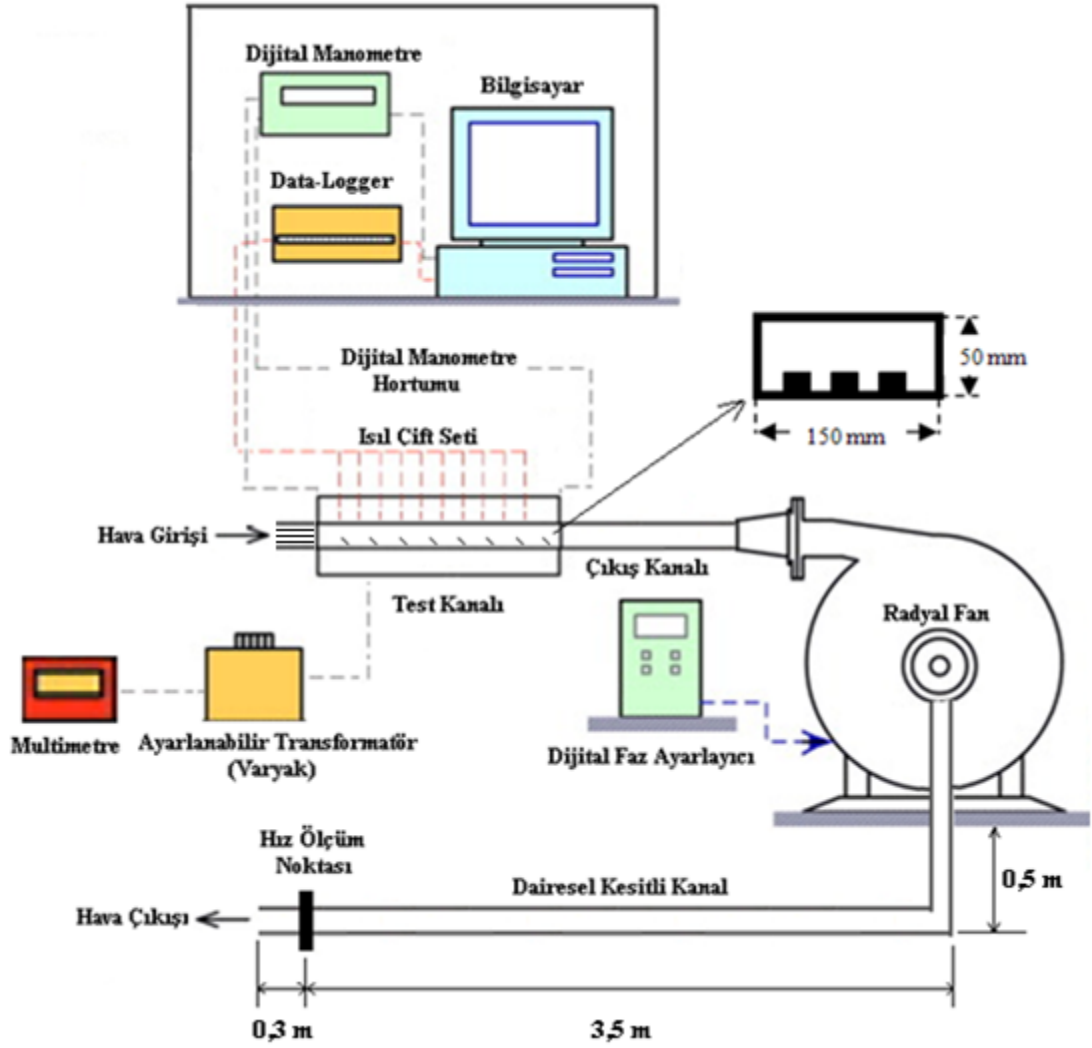 Dijital Manometre
Bilgisayar
Data-Logger
Dijital Manometre
Hortumu
50 mm
150 mm
Isıl Çift Seti
Hava Girişi
Çıkış Kanalı
Test Kanalı
Radyal Fan
Multimetre
Ayarlanabilir Transformatör
(Varyak)
Dijital Faz Ayarlayıcı
Hız Ölçüm
Noktası
Dairesel Kesitli Kanal
0,5 m
Hava Çıkışı
0,3 m
3,5 m